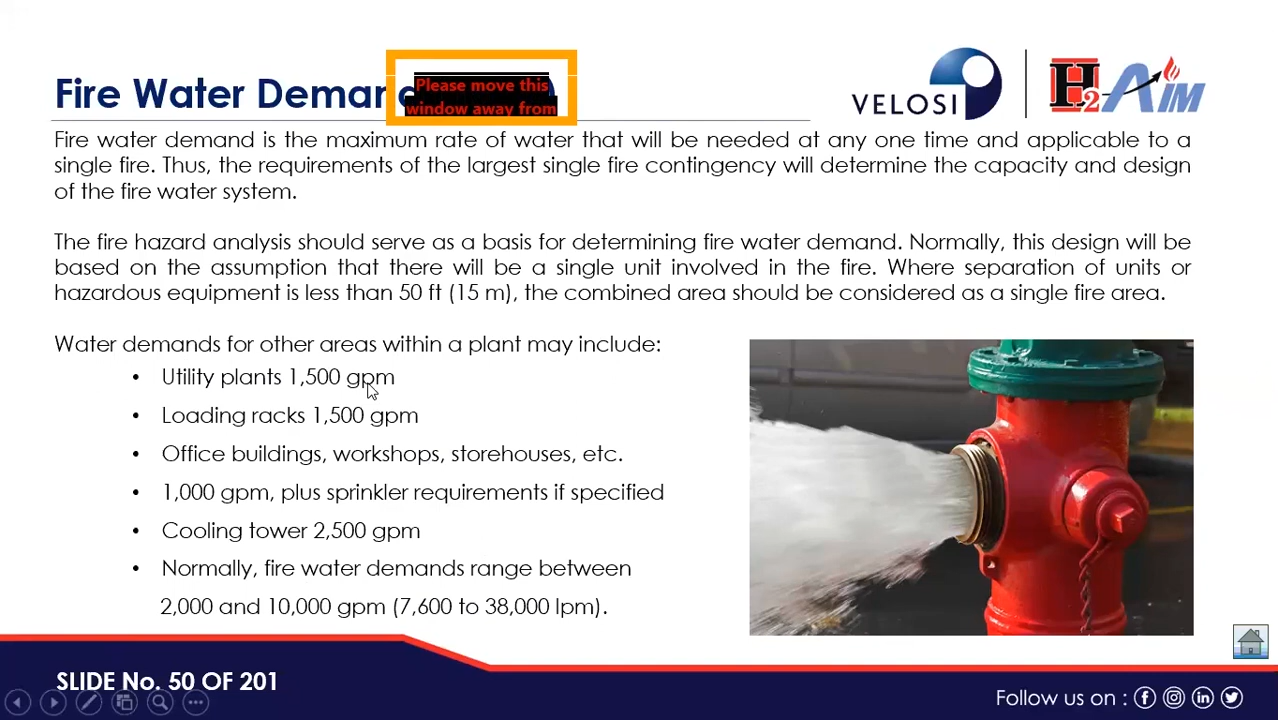 Fire Water Demand
Please move this
window away from
VELOSI
H2AIM
Fire water demand is the maximum rate of water that will be needed at any one time and applicable to a
single fire. Thus, the requirements of the largest single fire contingency will determine the capacity and design
of the fire water system.
The fire hazard analysis should serve as a basis for determining fire water demand. Normally, this design will be
based on the assumption that there will be a single unit involved in the fire. Where separation of units or
hazardous equipment is less than 50 ft (15 m), the combined area should be considered as a single fire area.
Water demands for other areas within a plant may include:
• Utility plants 1,500 gpm
• Loading racks 1,500 gpm
• Office buildings, workshops, storehouses, etc.
• 1,000 gpm, plus sprinkler requirements if specified
• Cooling tower 2,500 gpm
• Normally, fire water demands range between
2,000 and 10,000 gpm (7,600 to 38,000 lpm).
SLIDE No. 50 OF 201
Follow us on :